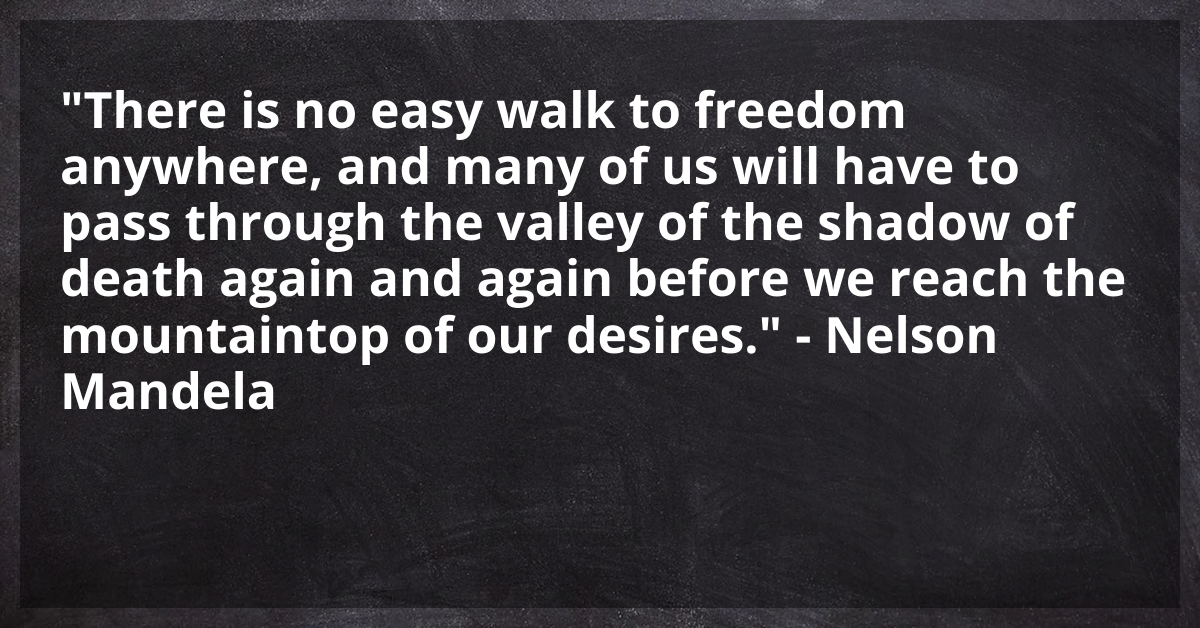 "There is no easy walk to freedom
anywhere, and many of us will have to
pass through the valley of the shadow of
death again and again before we reach the
mountaintop of our desires." - Nelson
Mandela